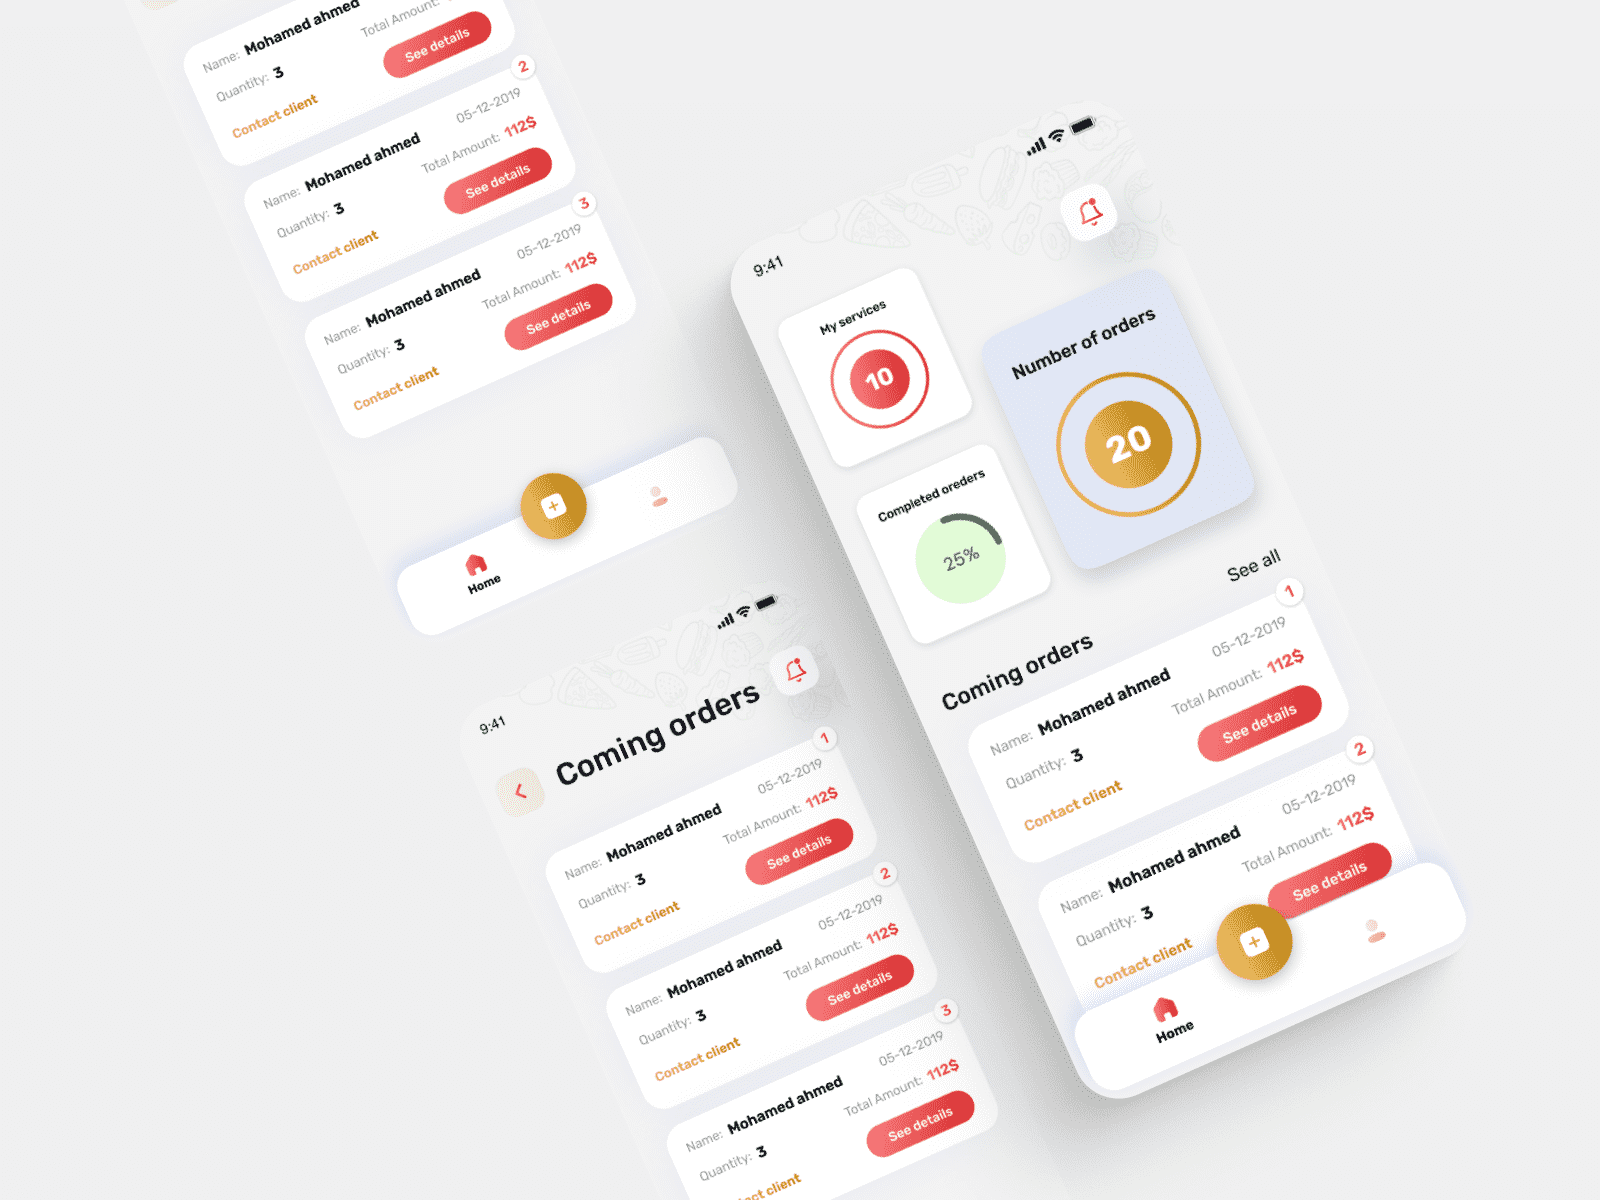 Name: Mohamed ahmed
Total Amount:
Quantity: 3
See details
Contact client
2
05-12-2019
Name: Mohamed ahmed
Total Amount: 112$
Quantity: 3
See details
Contact client
3
05-12-2019
Name: Mohamed ahmed
Total Amount: 112$
Quantity: 3
See details
Contact client
Home
9:41
Coming orders
1
05-12-2019
Name: Mohamed ahmed
Total Amount: 112$
Quantity: 3
See details
Contact client
2
05-12-2019
Name: Mohamed ahmed
Total Amount: 112$
Quantity: 3
See details
Contact client
3
05-12-2019
Name: Mohamed ahmed
Total Amount: 112$
Quantity: 3
See details
client
9:41
My services
10
Number of orders
20
Completed oreders
25%
See all
Coming orders
1
05-12-2019
Name: Mohamed ahmed
Total Amount: 112$
Quantity: 3
See details
Contact client
2
05-12-2019
Name: Mohamed ahmed
Total Amount: 112$
Quantity: 3
See details
Contact client
Home